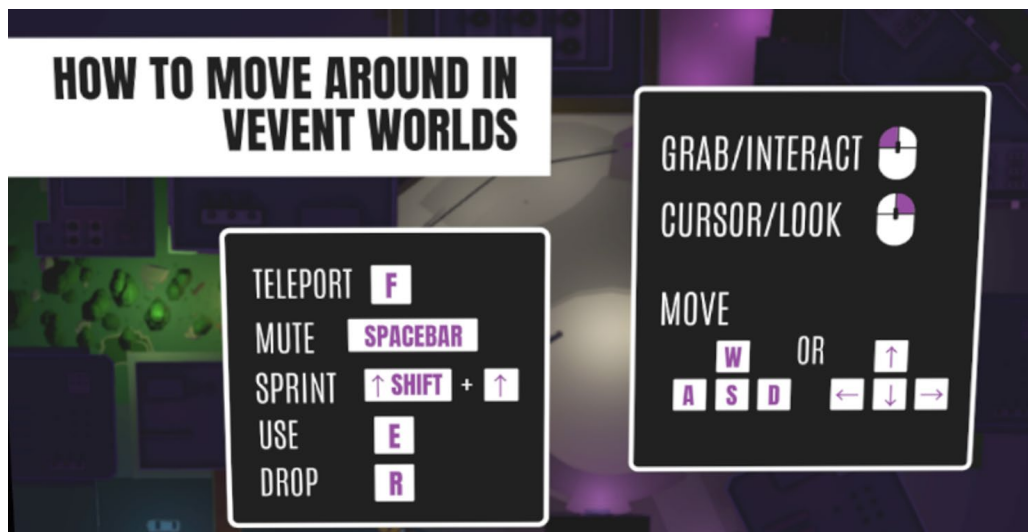 HOW TO MOVE AROUND IN
VEVENT WORLDS
TELEPORT F
MUTE SPACEBAR
SPRINT ↑ SHIFT + ↑
USE E
DROP R
GRAB/INTERACT
CURSOR/LOOK
MOVE
W OR ↑
A S D ← ↓ →